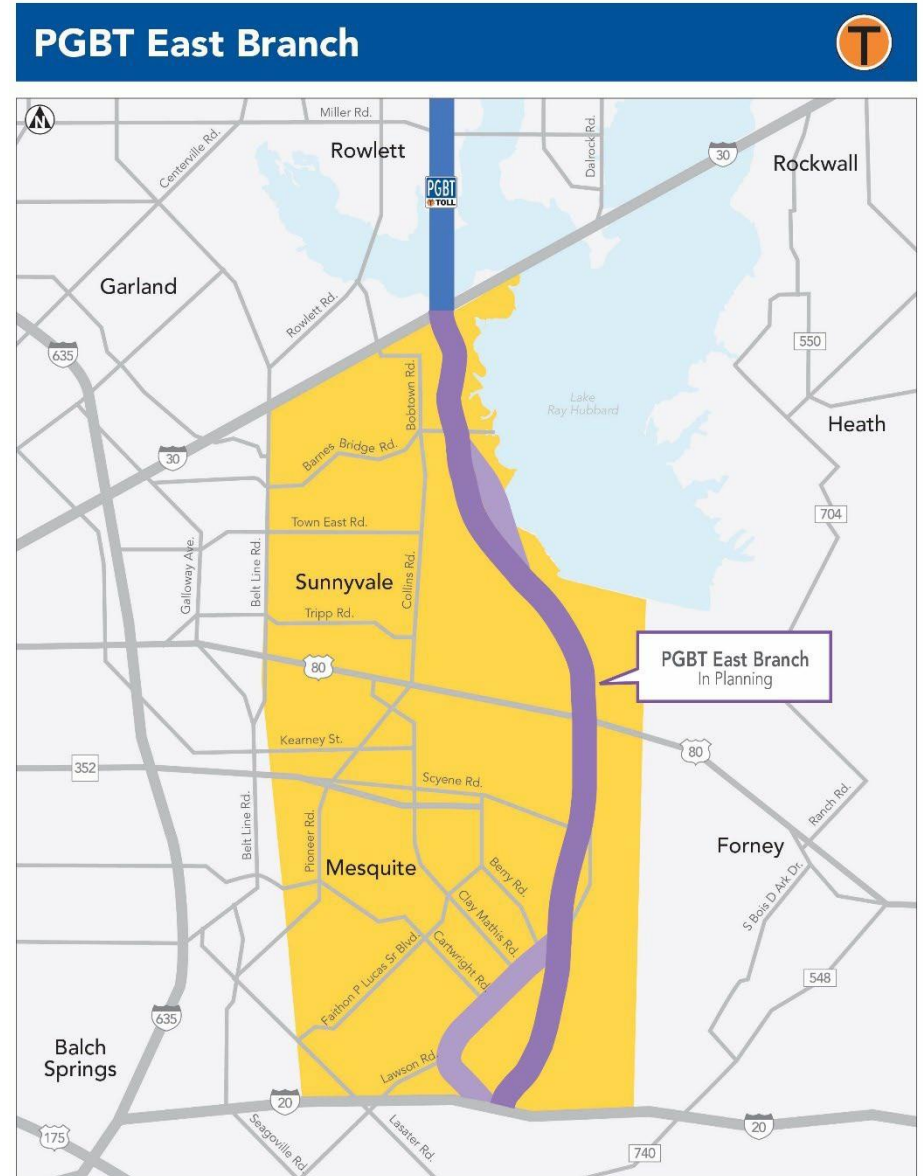 PGBT East Branch
T
N
Miller Rd.
Rowlett
Centerville Rd.
Dalrock Rd.
30
Rockwall
PGBT
T TOLL
Garland
Rowlett Rd.
635
550
Bobtown Rd.
Lake
Ray Hubbard
Heath
Barnes Bridge Rd.
30
704
Town East Rd.
Galloway Ave.
Belt Line Rd.
Sunnyvale
Collins Rd.
Tripp Rd.
PGBT East Branch
In Planning
80
80
Kearney St.
352
Scyene Rd.
Ranch Rd.
Belt Line Rd.
Pioneer Rd.
Forney
Mesquite
Berry Rd.
S Bois D Ark Dr.
Clay Mathis Rd.
Cartwright Rd.
Faithon P Lucas Sr Blvd.
548
635
Balch
Springs
Lawson Rd.
20
20
175
Seagoville Rd.
Lasater Rd.
740